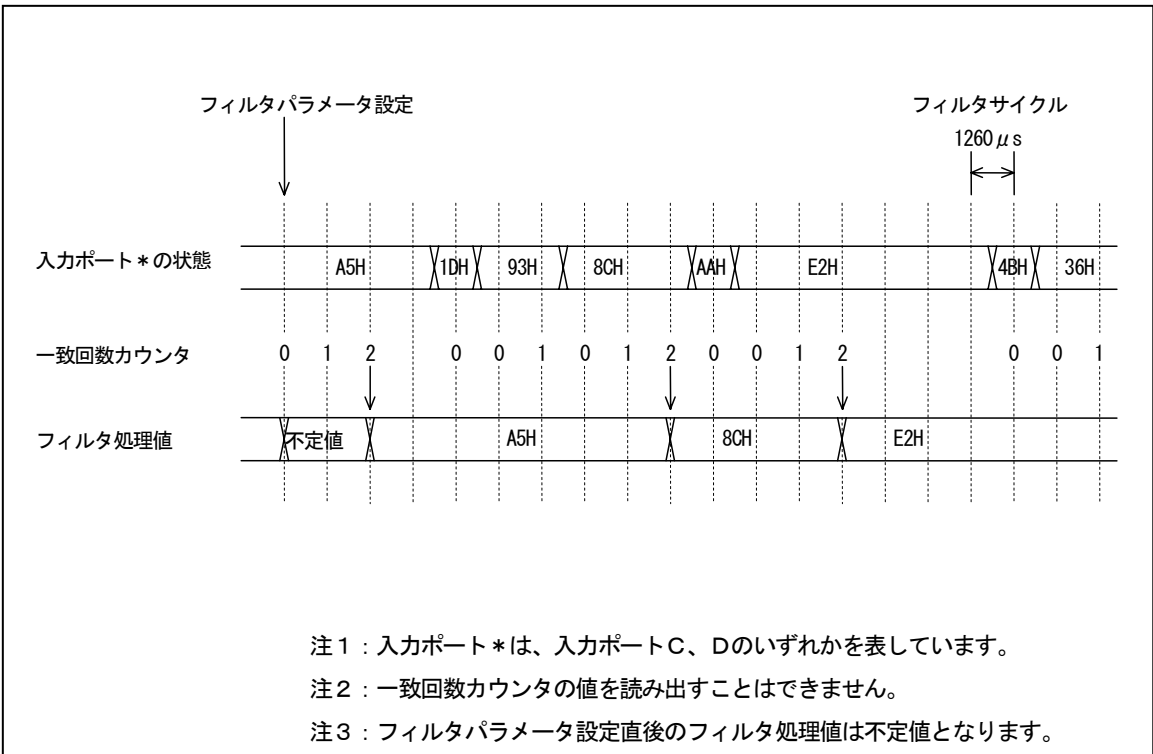 フィルタパラメータ設定
フィルタサイクル
1260μs
入力ポート*の状態 A5H 1DH 93H 8CH AAH E2H 4BH 36H
一致回数カウンタ 0 1 2 0 0 1 0 1 2 0 0 1 2 0 0 1
フィルタ処理値 不定値 A5H 8CH E2H
注1:入力ポート*は、入力ポートC、Dのいずれかを表しています。
注2:一致回数カウンタの値を読み出すことはできません。
注3:フィルタパラメータ設定直後のフィルタ処理値は不定値となります。